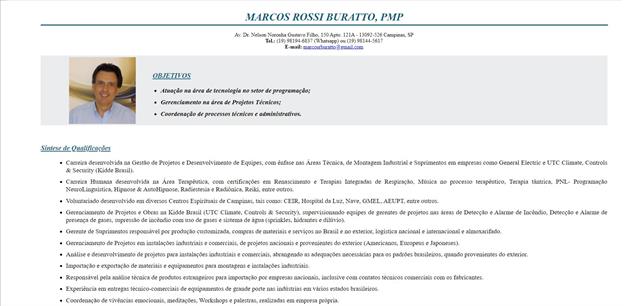 MARCOS ROSSI BURATTO, PMP
Av. Dr. Nelson Noronha Gustavo Filho, 150 Apto. 121A - 13092-526 Campinas, SP
Tel.: (19) 98194-6837 (Whatsapp) ou (19) 98144-5617
E-mail: marcosrburatto@gmail.com
OBJETIVOS
• Atuação na área de tecnologia no setor de programação;
• Gerenciamento na área de Projetos Técnicos;
• Coordenação de processos técnicos e administrativos.
Síntese de Qualificações
• Carreira desenvolvida na Gestão de Projetos e Desenvolvimento de Equipes, com ênfase nas Áreas Técnica, de Montagem Industrial e Suprimentos em empresas como General Electric e UTC Climate, Controls
& Security (Kidde Brasil).
• Carreira Humana desenvolvida na Área Terapêutica, com certificações em Renascimento e Terapias Integradas de Respiração, Música no processo terapêutico, Terapia tântrica, PNL- Programação
NeuroLinguística, Hipnose & AutoHipnose, Radiestesia e Radiônica, Reiki, entre outros.
• Voluntariado desenvolvido em diversos Centros Espirituais de Campinas, tais como: CEIR, Hospital da Luz, Nave, GMEL, AEUPT, entre outros.
• Gerenciamento de Projetos e Obras na Kidde Brasil (UTC Climate, Controls & Security), supervisionando equipes de gerentes de projetos nas áreas de Detecção e Alarme de Incêndio, Detecção e Alarme de
presença de gases, supressão de incêndio com uso de gases e sistema de água (sprinkles, hidrantes e dilúvio).
• Gerente de Suprimentos responsável por produção customizada, compras de materiais e serviços no Brasil e no exterior, logística nacional e internacional e almoxarifado.
• Gerenciamento de Projetos em instalações industriais e comerciais, de projetos nacionais e provenientes do exterior (Americanos, Europeus e Japoneses).
• Análise e desenvolvimento de projetos para instalações industriais e comerciais, abrangendo as adequações necessárias para os padrões brasileiros, quando provenientes do exterior.
• Importação e exportação de materiais e equipamentos para montagens e instalações industriais.
• Responsável pela análise técnica de produtos estrangeiros para importação por empresas nacionais, inclusive com contatos técnicos comerciais com os fabricantes.
• Experiência em entregas técnico-comerciais de equipamentos de grande porte nas indústrias em vários estados brasileiros.
• Coordenação de vivências emocionais, meditações, Workshops e palestras, realizadas em empresa própria.